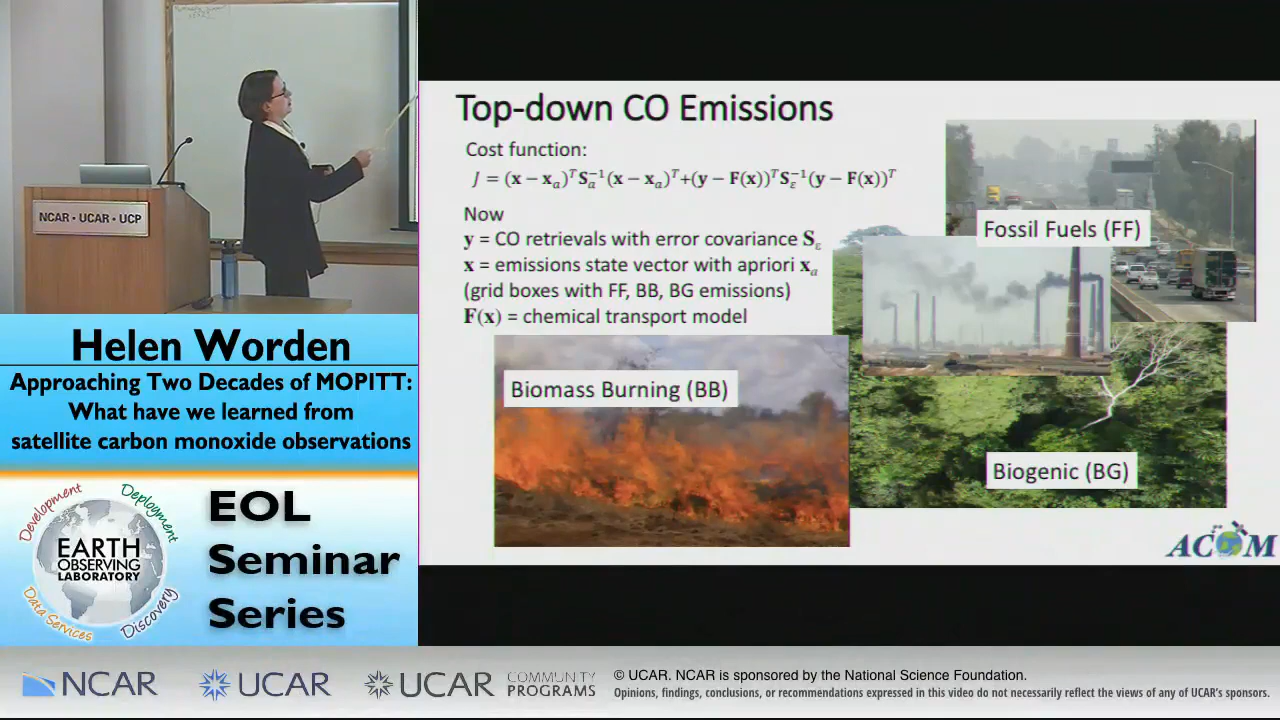 NCAR • UCAR • UCP
Helen Worden
Approaching Two Decades of MOPITT:
What have we learned from
satellite carbon monoxide observations
Development
Deployment
EARTH
OBSERVING
LABORATORY
Data Services
Discovery
EOL
Seminar
Series
Top-down CO Emissions
Cost function:
J = (x − xₐ)ᵀSₐ⁻¹(x − xₐ)ᵀ+(y − F(x))ᵀSε⁻¹(y − F(x))ᵀ
Now
y = CO retrievals with error covariance Sε
x = emissions state vector with apriori xₐ
(grid boxes with FF, BB, BG emissions)
F(x) = chemical transport model
Fossil Fuels (FF)
Biomass Burning (BB)
Biogenic (BG)
ACOM
NCAR
UCAR
UCAR
COMMUNITY
PROGRAMS
© UCAR. NCAR is sponsored by the National Science Foundation.
Opinions, findings, conclusions, or recommendations expressed in this video do not necessarily reflect the views of any of UCAR's sponsors.